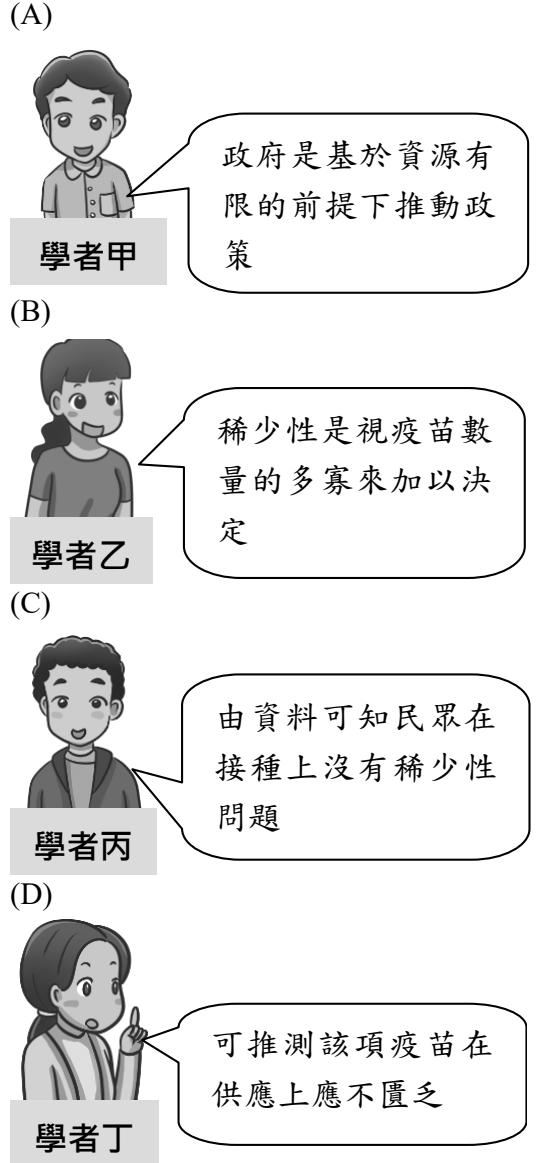 (A)
政府是基於資源有
限的前提下推動政
策
學者甲
(B)
稀少性是視疫苗數
量的多寡來加以決
定
學者乙
(C)
由資料可知民眾在
接種上沒有稀少性
問題
學者丙
(D)
可推測該項疫苗在
供應上應不匱乏
學者丁